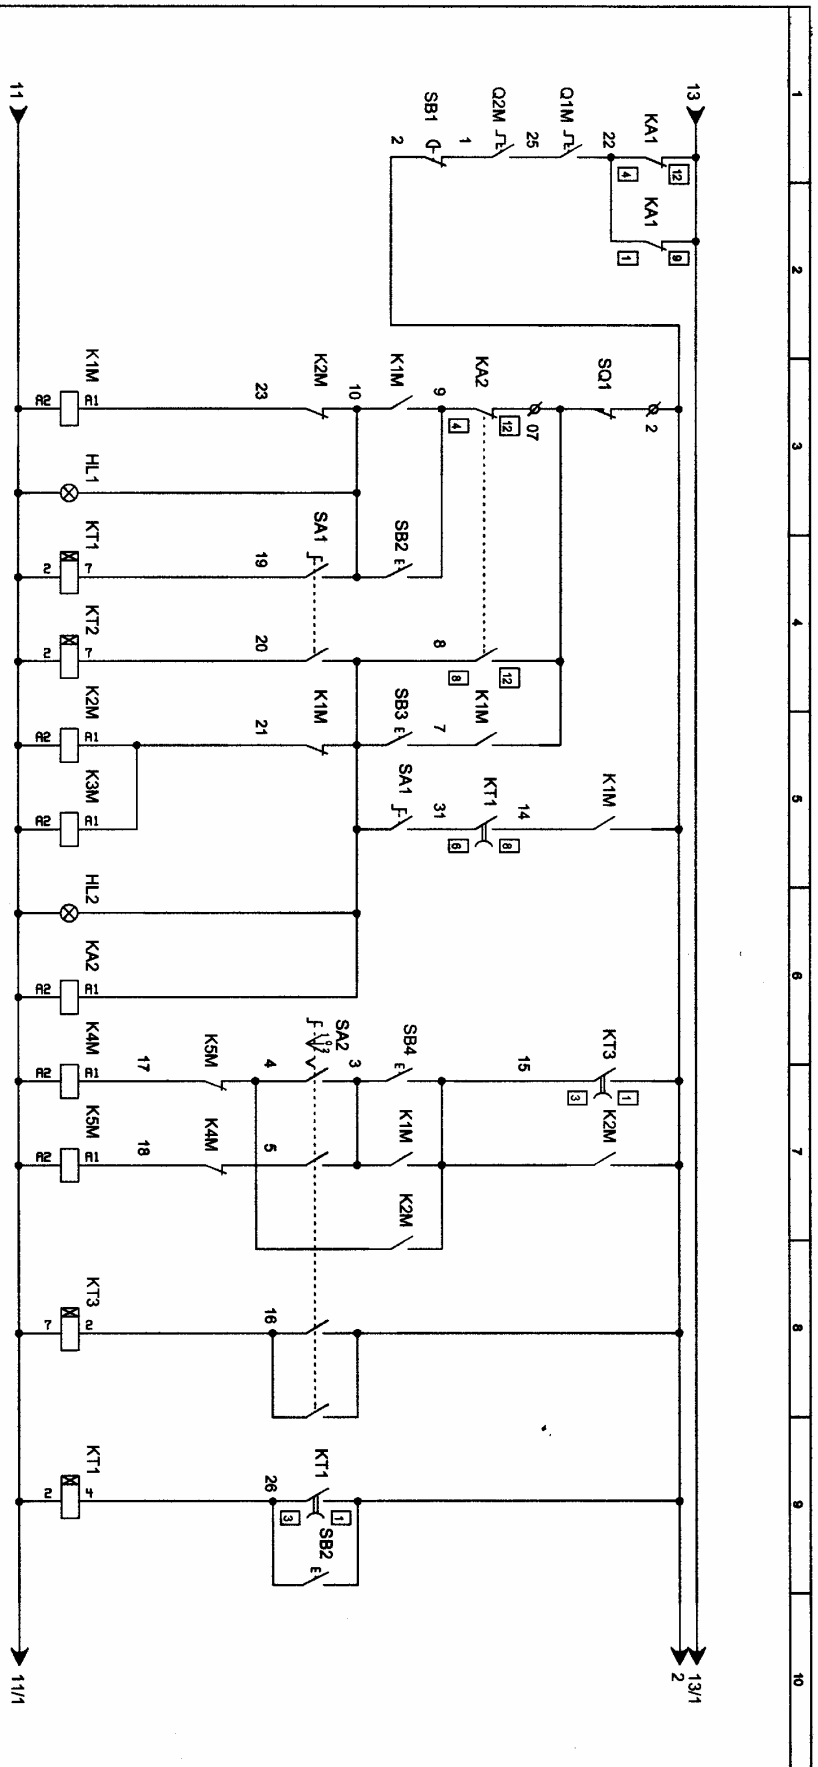 1
2
3
4
5
6
7
8
9
10
13
13/1
2
KA1
12
4
KA1
9
1
22
Q1M
25
Q2M
1
SB1
2
2
SQ1
07
KA2
12
4
9
K1M
10
K2M
23
K1M
A1
A2
HL1
SB2
SA1
19
KT1
7
2
12
8
8
20
KT2
7
2
K1M
7
SB3
K1M
21
K2M
A1
A2
K1M
14
KT1
8
6
31
SA1
K3M
A1
A2
HL2
KA2
A1
A2
KT3
1
3
15
SB4
3
SA2
1 0 2
4
K5M
17
K4M
A1
A2
K2M
K1M
5
K4M
18
K5M
A1
A2
K2M
16
KT3
2
7
KT1
1
3
26
SB2
KT1
4
2
11
11/1